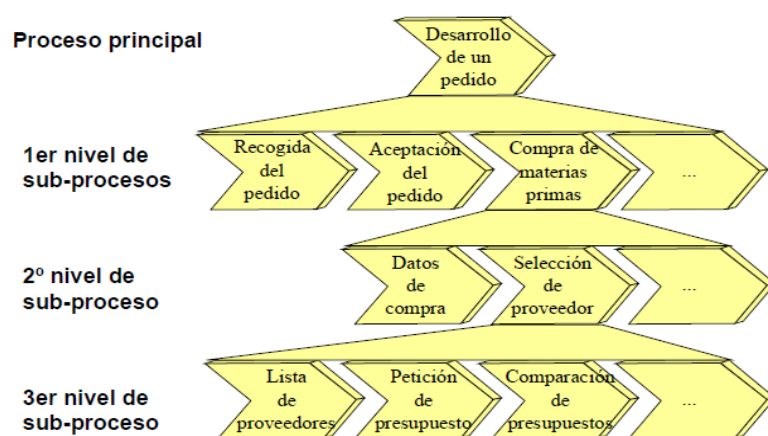 Proceso principal
Desarrollo
de un
pedido
1er nivel de
sub-procesos
Recogida
del
pedido
Aceptación
del
pedido
Compra de
materias
primas
...
2º nivel de
sub-proceso
Datos
de
compra
Selección
de
proveedor
...
3er nivel de
sub-proceso
Lista
de
proveedores
Petición
de
presupuesto
Comparación
de
presupuestos
...